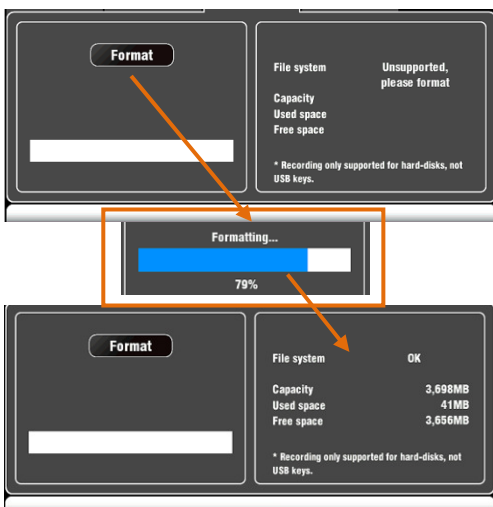 Format
File system Unsupported,
please format
Capacity
Used space
Free space
* Recording only supported for hard-disks, not
USB keys.
Formatting...
79%
Format
File system OK
Capacity 3,698MB
Used space 41MB
Free space 3,656MB
* Recording only supported for hard-disks, not
USB keys.